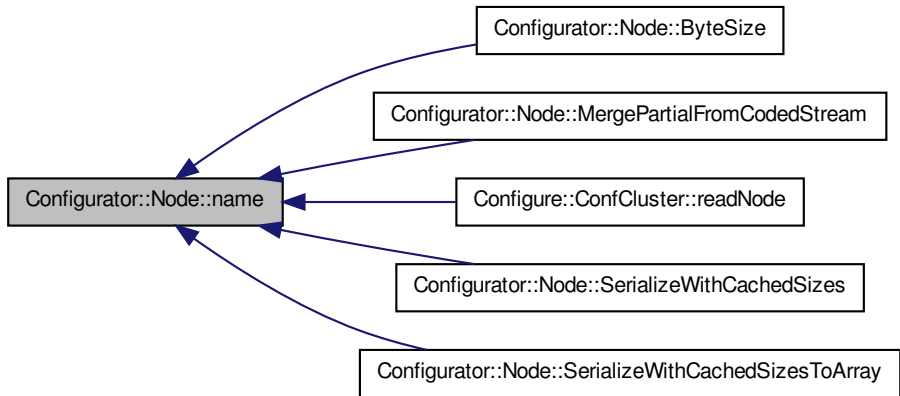 Configurator::Node::ByteSize
Configurator::Node::MergePartialFromCodedStream
Configurator::Node::name
Configure::ConfCluster::readNode
Configurator::Node::SerializeWithCachedSizes
Configurator::Node::SerializeWithCachedSizesToArray